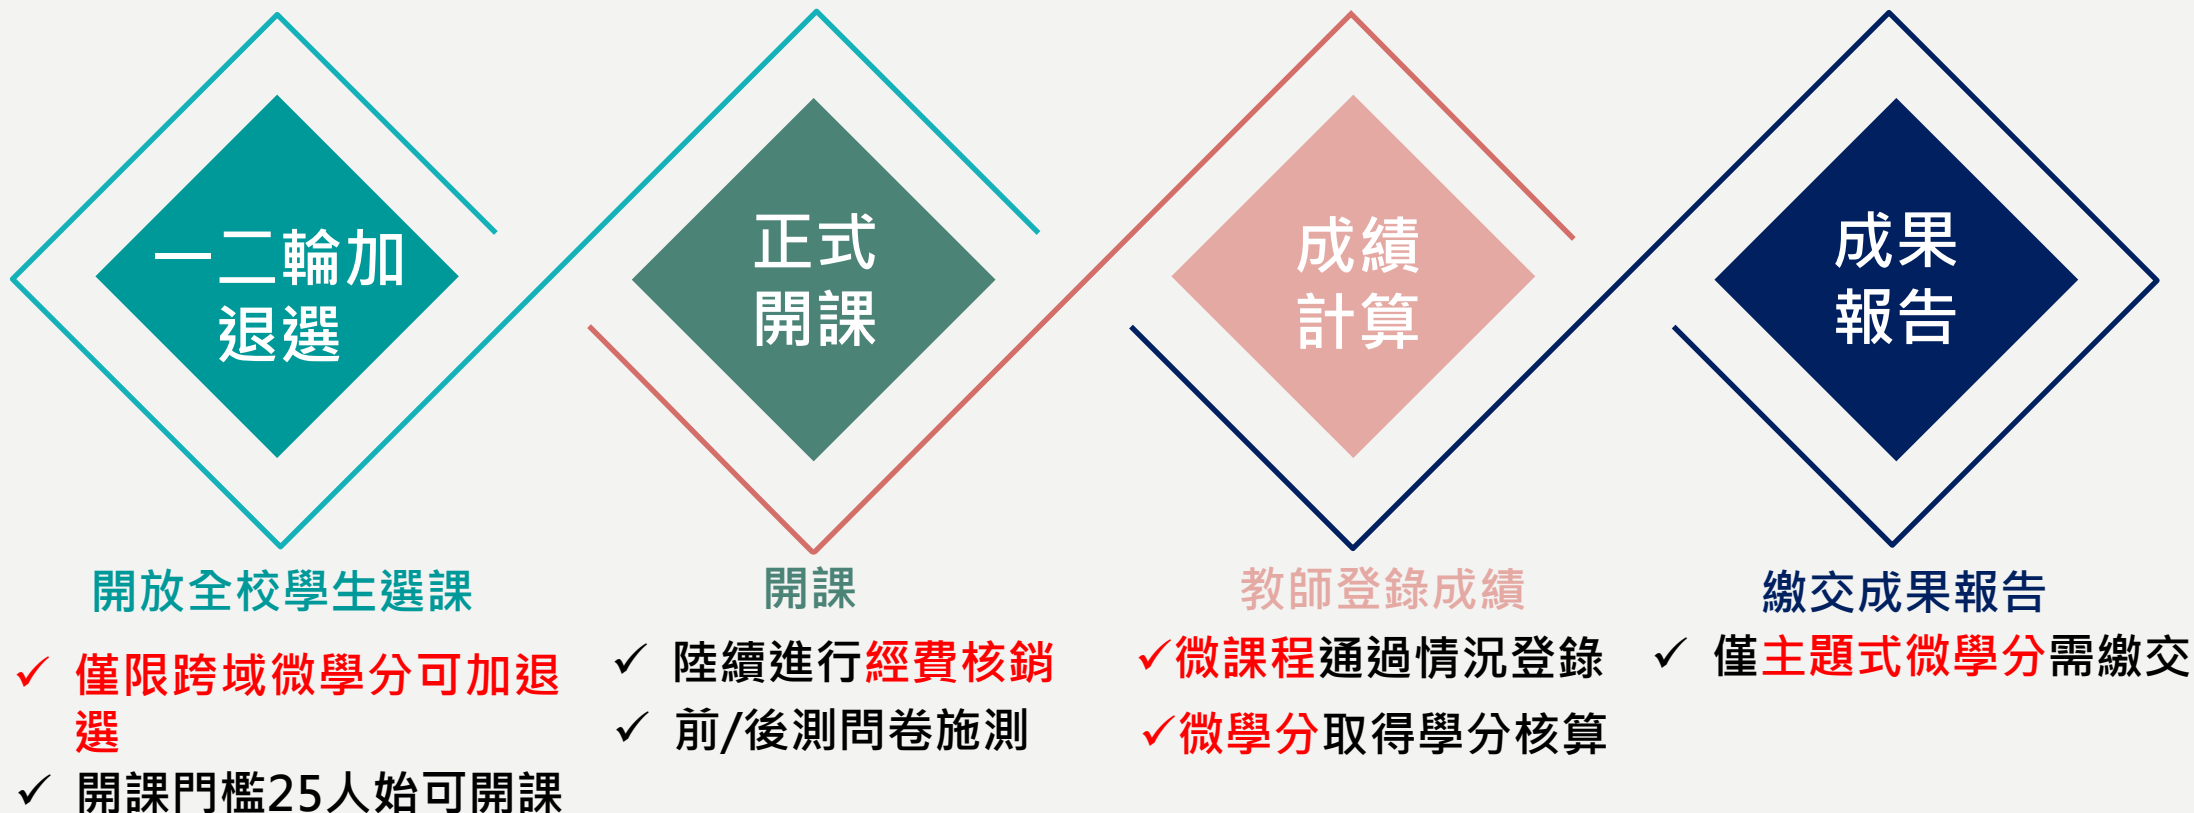 一二輪加
退選
開放全校學生選課
✓ 僅限跨域微學分可加退
選
✓ 開課門檻25人始可開課
正式
開課
開課
✓ 陸續進行經費核銷
✓ 前/後測問卷施測
成績
計算
教師登錄成績
✓微課程通過情況登錄
✓微學分取得學分核算
成果
報告
繳交成果報告
✓ 僅主題式微學分需繳交